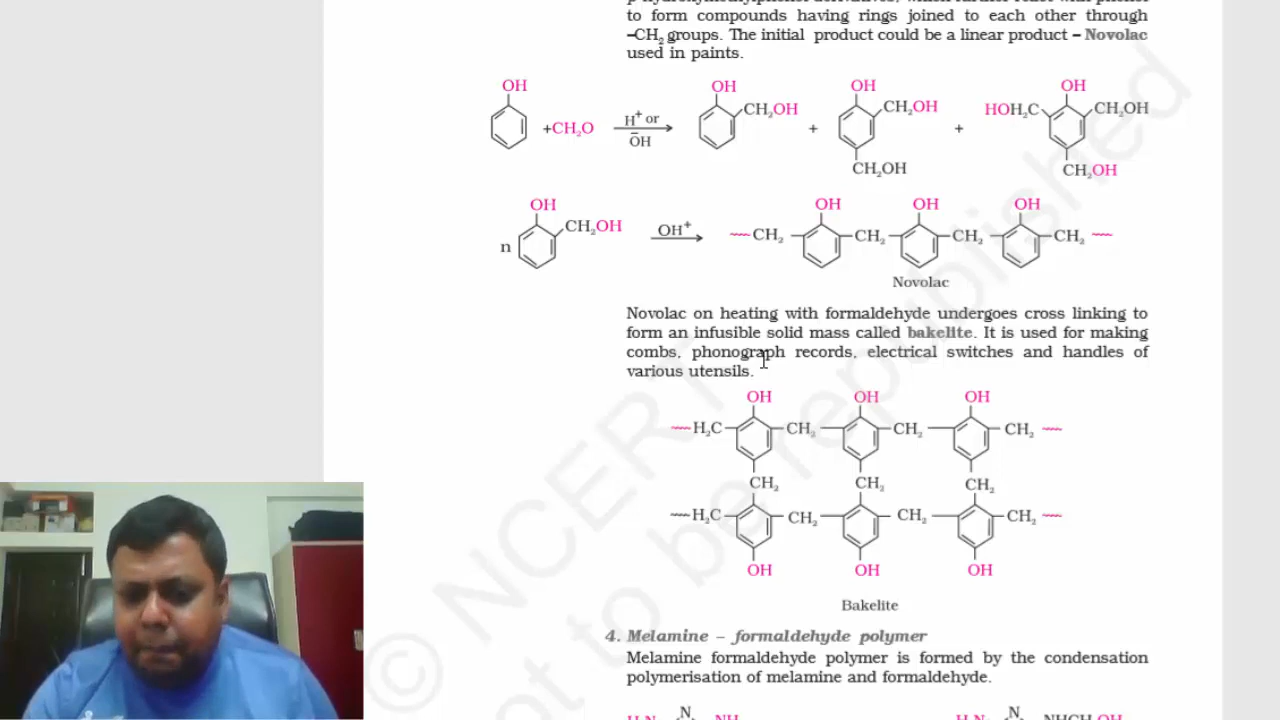 to form compounds having rings joined to each other through
–CH₂ groups. The initial product could be a linear product – Novolac
used in paints.
OH
+CH₂O
H⁺ or
O̅H
OH
CH₂OH
+
OH
CH₂OH
CH₂OH
+
OH
HOH₂C
CH₂OH
CH₂OH
n
OH
CH₂OH
OH⁺
CH₂
OH
CH₂
OH
CH₂
OH
CH₂
Novolac
Novolac on heating with formaldehyde undergoes cross linking to
form an infusible solid mass called bakelite. It is used for making
combs, phonograph records, electrical switches and handles of
various utensils.
OH OH OH
H₂C CH₂ CH₂ CH₂
CH₂ CH₂ CH₂
H₂C CH₂ CH₂ CH₂
OH OH OH
Bakelite
4. Melamine – formaldehyde polymer
Melamine formaldehyde polymer is formed by the condensation
polymerisation of melamine and formaldehyde.
© NCERT
not to be republished